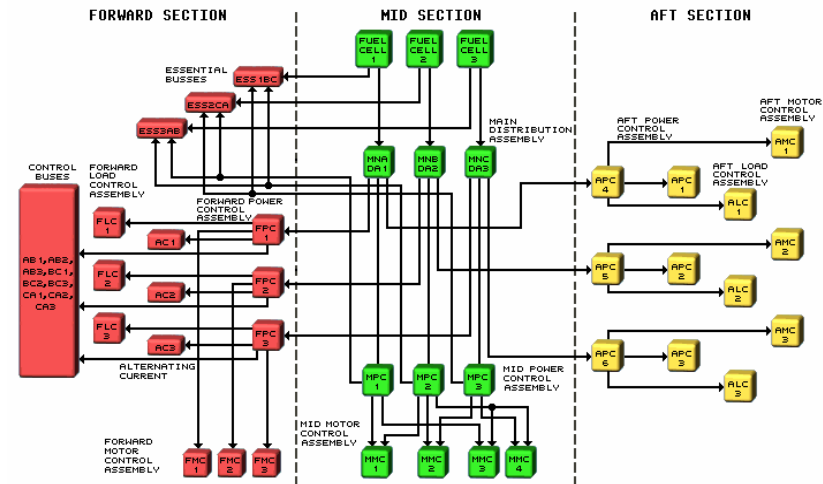 FORWARD SECTION
MID SECTION
AFT SECTION
FUEL
CELL
1
FUEL
CELL
2
FUEL
CELL
3
ESSENTIAL
BUSSES
ESS1BC
ESS2CA
ESS3AB
MAIN
DISTRIBUTION
ASSEMBLY
AFT POWER
CONTROL
ASSEMBLY
AFT MOTOR
CONTROL
ASSEMBLY
AMC
1
CONTROL
BUSES
FORWARD
LOAD
CONTROL
ASSEMBLY
FORWARD POWER
CONTROL
ASSEMBLY
MNA
DA1
MNB
DA2
MNC
DA3
APC
4
APC
1
AFT LOAD
CONTROL
ASSEMBLY
ALC
1
FLC
1
AC1
FPC
1
AB1,AB2,
AB3,BC1,
BC2,BC3,
CA1,CA2,
CA3
FLC
2
AC2
FPC
2
APC
5
APC
2
AMC
2
ALC
2
FLC
3
AC3
FPC
3
APC
6
APC
3
AMC
3
ALC
3
ALTERNATING
CURRENT
MPC
1
MPC
2
MPC
3
MID POWER
CONTROL
ASSEMBLY
MID MOTOR
CONTROL
ASSEMBLY
FORWARD
MOTOR
CONTROL
ASSEMBLY
FMC
1
FMC
2
FMC
3
MMC
1
MMC
2
MMC
3
MMC
4